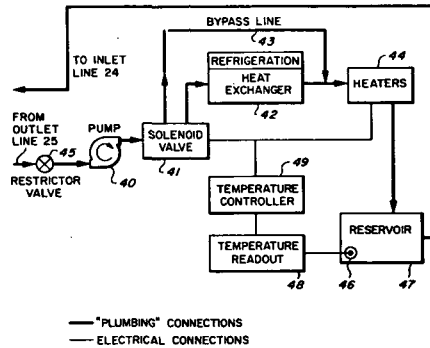 BYPASS LINE
43
TO INLET
LINE 24
44
REFRIGERATION
HEAT
EXCHANGER
42
HEATERS
FROM
OUTLET
LINE 25
45
PUMP
40
SOLENOID
VALVE
41
RESTRICTOR
VALVE
49
TEMPERATURE
CONTROLLER
TEMPERATURE
READOUT
48
RESERVOIR
46
47
"PLUMBING" CONNECTIONS
ELECTRICAL CONNECTIONS